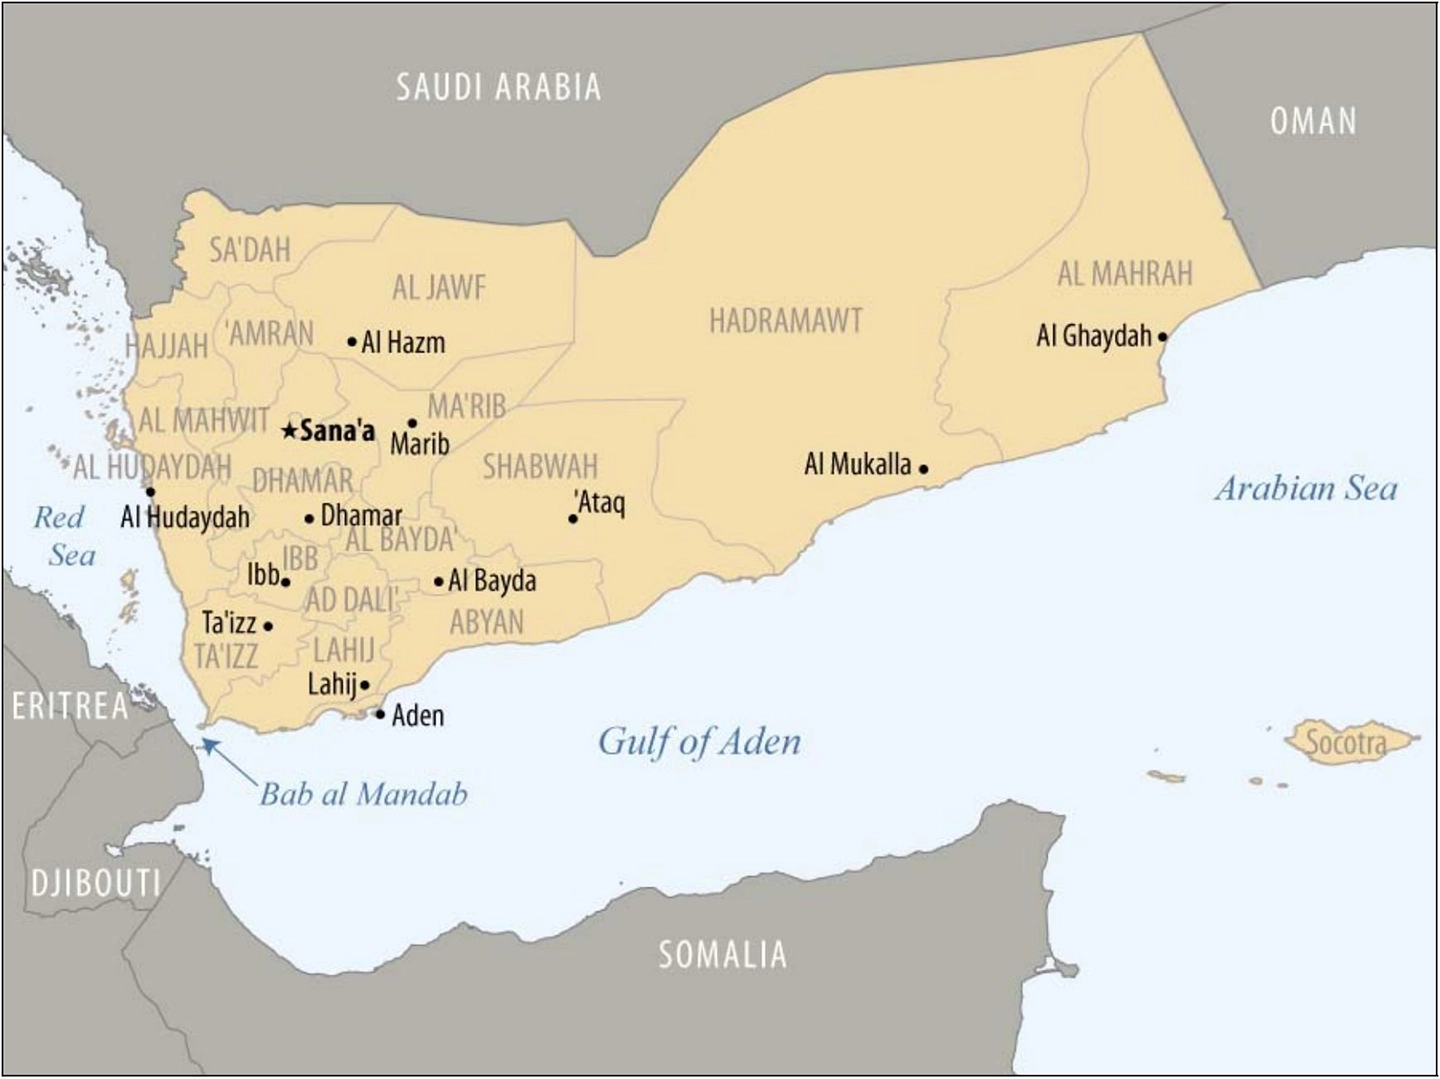 SAUDI ARABIA
OMAN
SA'DAH
AL JAWF
AL MAHRAH
HADRAMAWT
'AMRAN
HAJJAH
Al Hazm
Al Ghaydah
MA'RIB
AL MAHWIT
Sana'a
Marib
AL HUDAYDAH
DHAMAR
SHABWAH
Al Mukalla
Arabian Sea
'Ataq
Red
Sea
Al Hudaydah
Dhamar
AL BAYDA'
IBB
Ibb
Al Bayda
AD DALI'
ABYAN
Ta'izz
TA'IZZ
LAHIJ
Lahij
ERITREA
Aden
Gulf of Aden
Socotra
Bab al Mandab
DJIBOUTI
SOMALIA